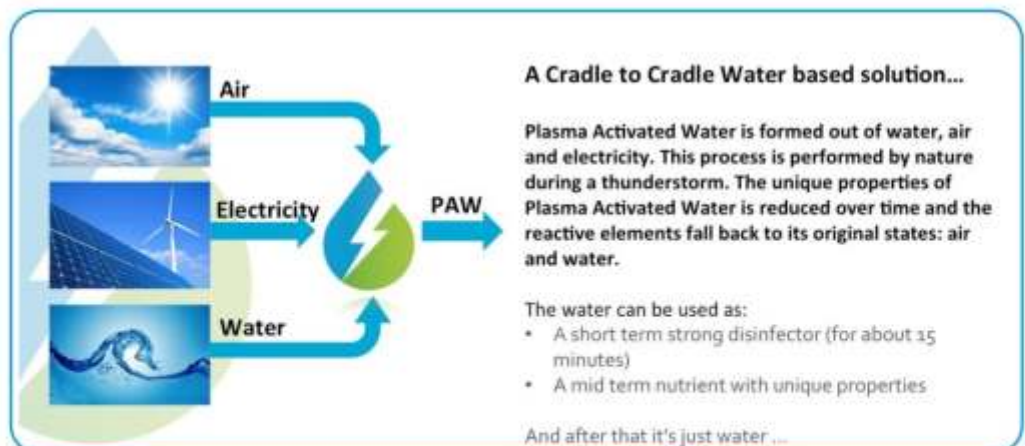 Air
Electricity
Water
PAW
A Cradle to Cradle Water based solution...
Plasma Activated Water is formed out of water, air
and electricity. This process is performed by nature
during a thunderstorm. The unique properties of
Plasma Activated Water is reduced over time and the
reactive elements fall back to its original states: air
and water.
The water can be used as:
• A short term strong disinfector (for about 15
minutes)
• A mid term nutrient with unique properties
And after that it's just water ...